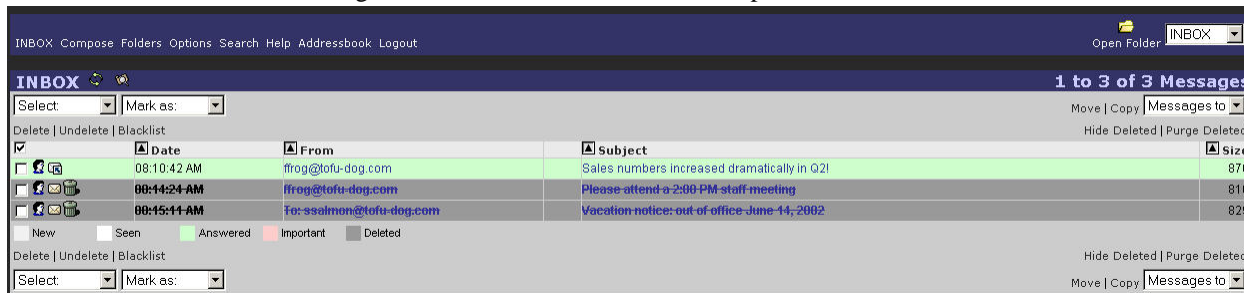 INBOX Compose Folders Options Search Help Addressbook Logout Open Folder INBOX
INBOX 1 to 3 of 3 Messages
Select: Mark as: Move | Copy Messages to
Delete | Undelete | Blacklist Hide Deleted | Purge Deleted
Date From Subject Size
08:10:42 AM ffrog@tofu-dog.com Sales numbers increased dramatically in Q2! 870
08:14:24 AM ffrog@tofu-dog.com Please attend a 2:00 PM staff meeting 810
08:15:11 AM To: ssalmon@tofu-dog.com Vacation notice: out of office June 14, 2002
New Seen Answered Important Deleted
Delete | Undelete | Blacklist Hide Deleted | Purge Deleted
Select: Mark as: Move | Copy Messages to